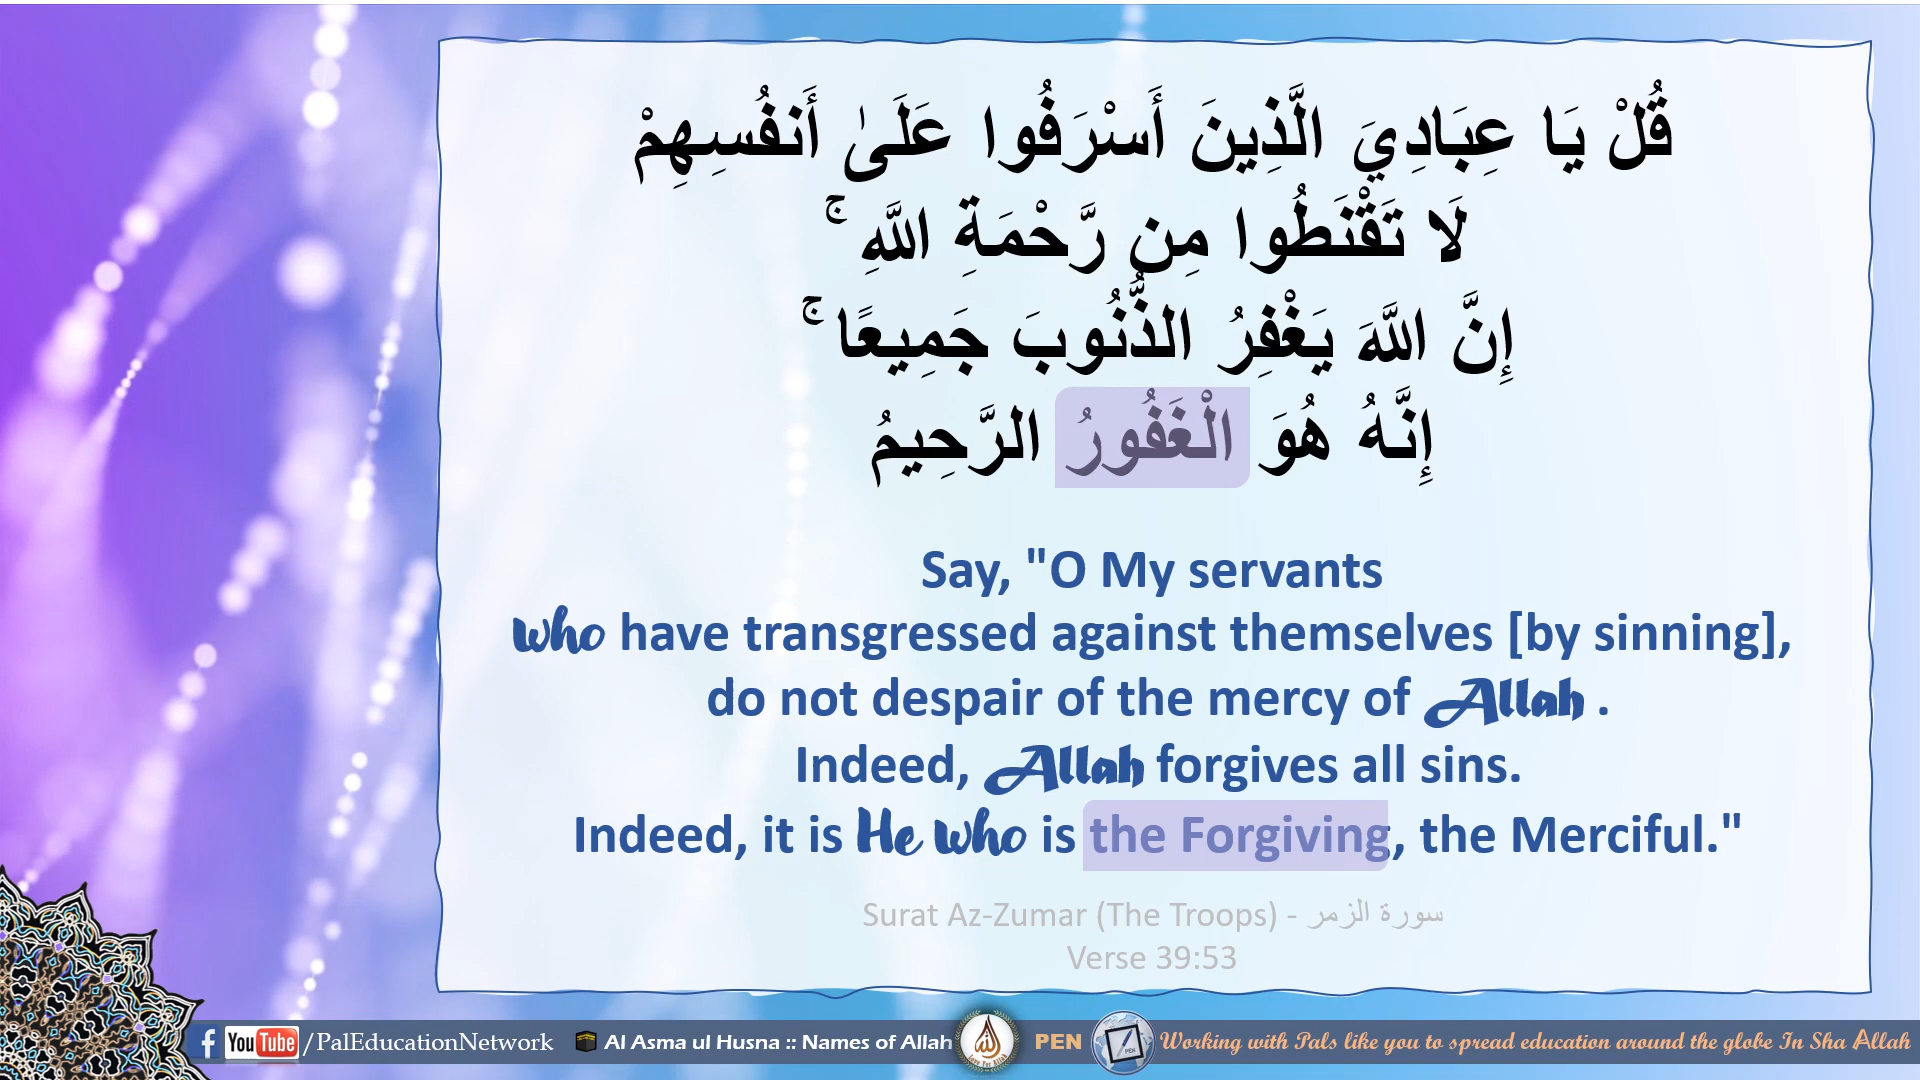 قُلْ يَا عِبَادِيَ الَّذِينَ أَسْرَفُوا عَلَىٰ أَنفُسِهِمْ
لَا تَقْنَطُوا مِن رَّحْمَةِ اللَّهِ ۚ
إِنَّ اللَّهَ يَغْفِرُ الذُّنُوبَ جَمِيعًا ۚ
إِنَّهُ هُوَ الْغَفُورُ الرَّحِيمُ
Say, "O My servants
who have transgressed against themselves [by sinning],
do not despair of the mercy of Allah .
Indeed, Allah forgives all sins.
Indeed, it is He who is the Forgiving, the Merciful."
Surat Az-Zumar (The Troops) - سورة الزمر
Verse 39:53
f YouTube /PalEducationNetwork Al Asma ul Husna :: Names of Allah PEN Working with Pals like you to spread education around the globe In Sha Allah